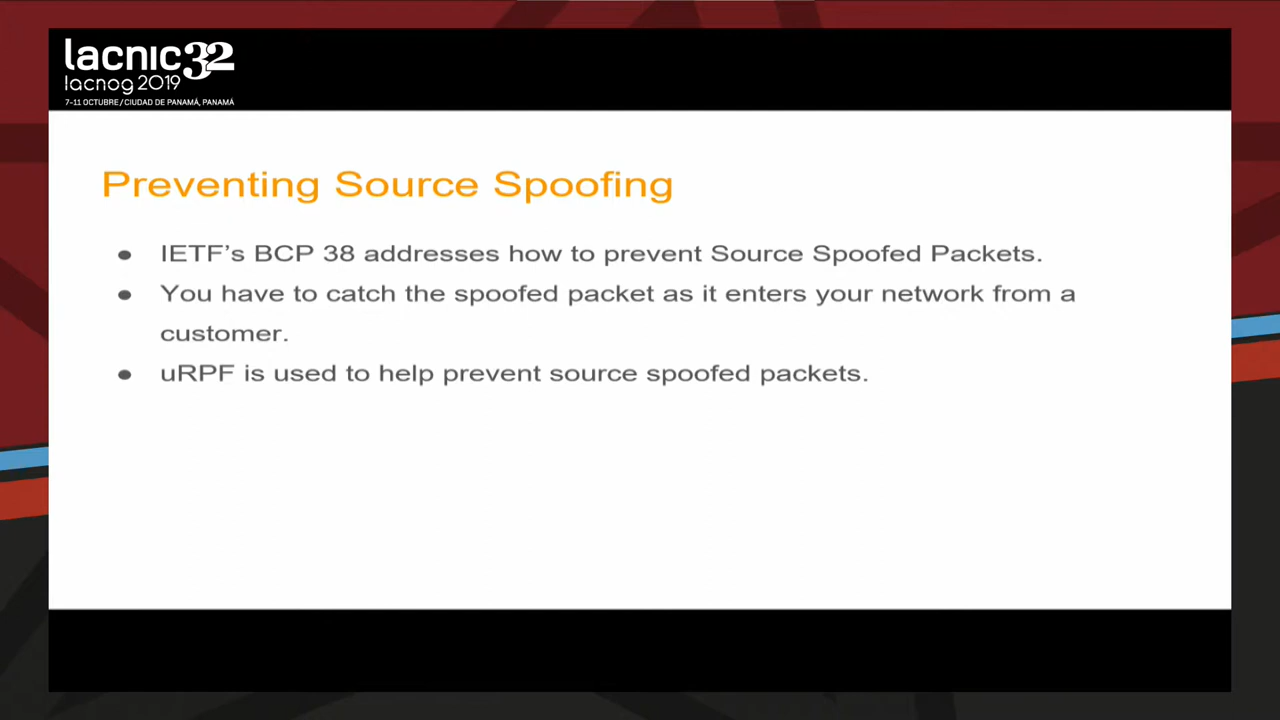 lacnic32
lacnog 2019
7-11 OCTUBRE / CIUDAD DE PANAMÁ, PANAMÁ
Preventing Source Spoofing
● IETF’s BCP 38 addresses how to prevent Source Spoofed Packets.
● You have to catch the spoofed packet as it enters your network from a
customer.
● uRPF is used to help prevent source spoofed packets.